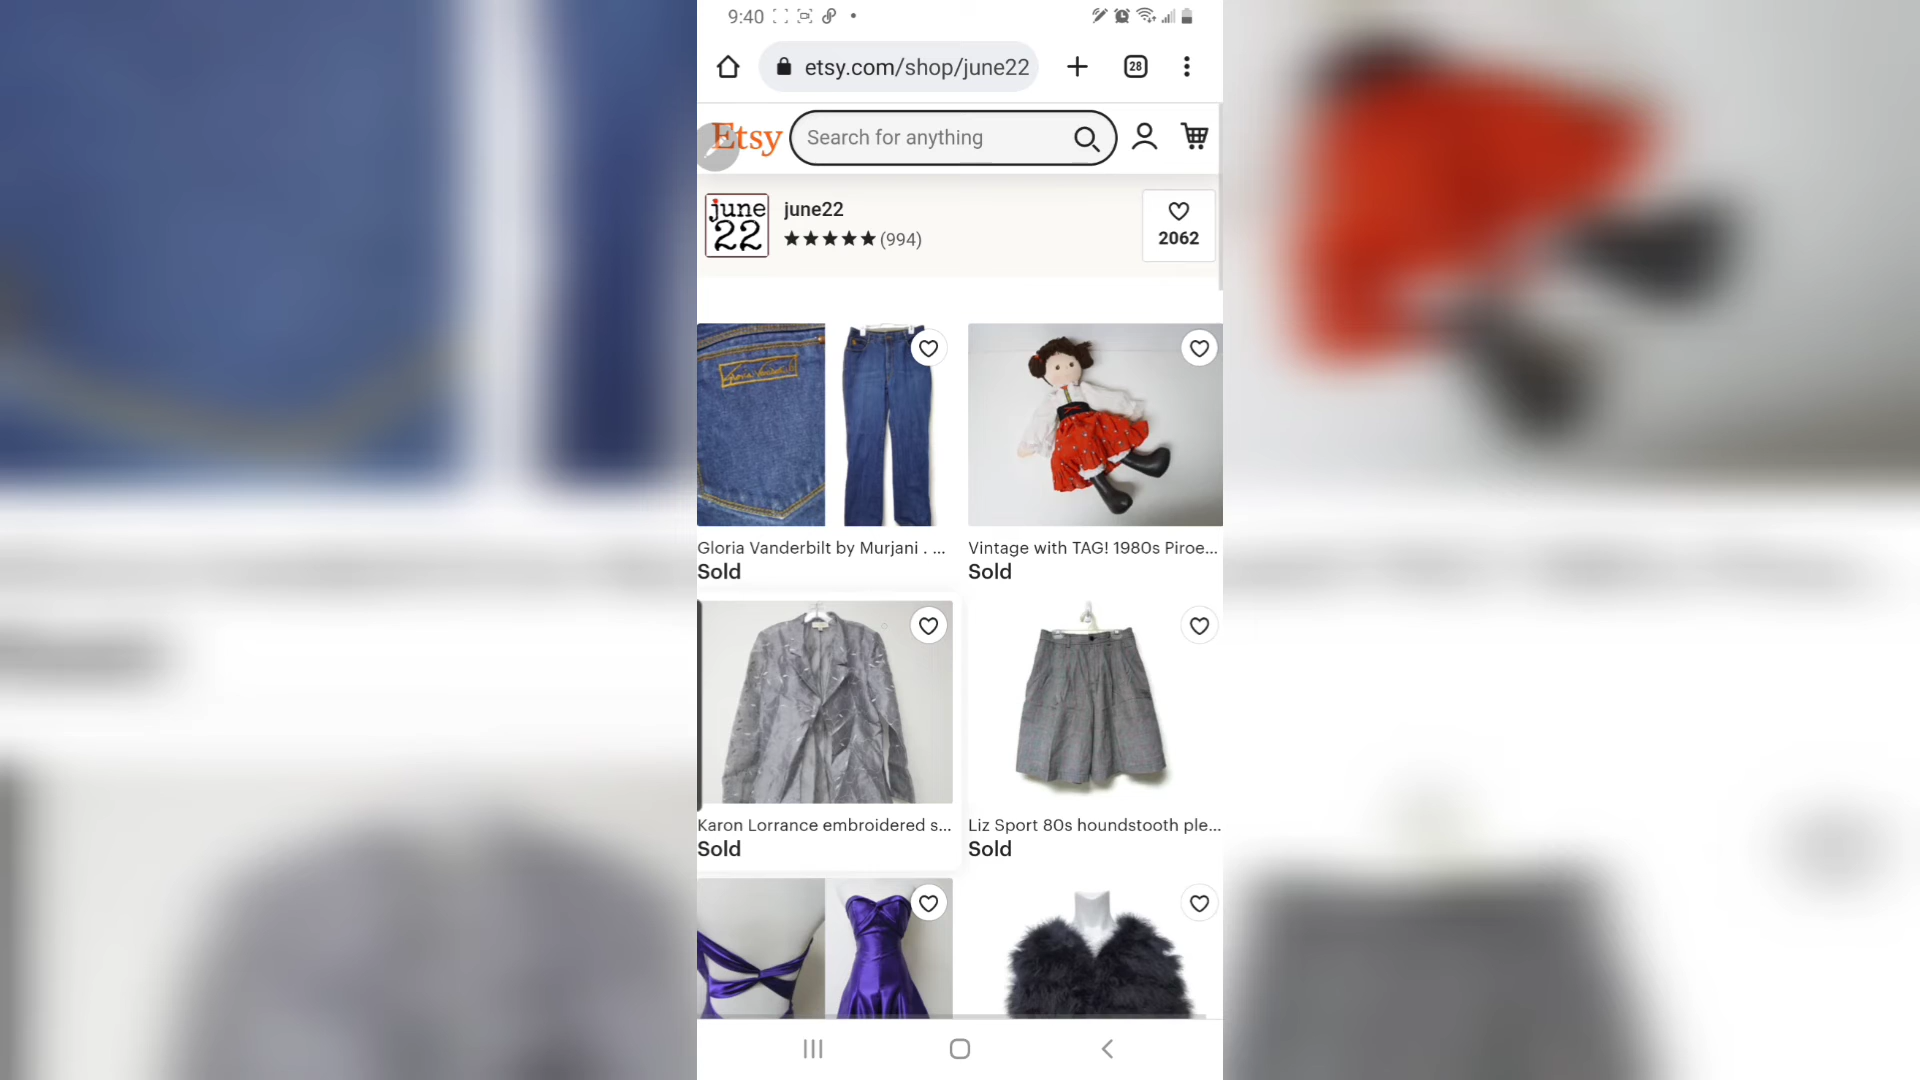 9:40
etsy.com/shop/june22
28
Etsy
Search for anything
june
22
june22
(994)
2062
Gloria Vanderbilt by Murjani . ...
Sold
Vintage with TAG! 1980s Piroe...
Sold
Karon Lorrance embroidered s...
Sold
Liz Sport 80s houndstooth ple...
Sold